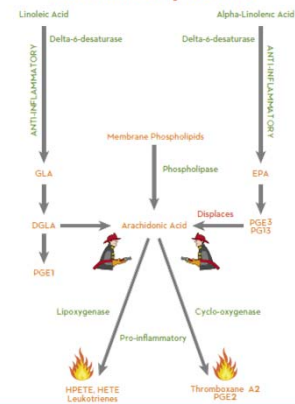 Linoleic Acid
Alpha-Linolenic Acid
Delta-6-desaturase
Delta-6-desaturase
ANTI-INFLAMMATORY
ANTI-INFLAMMATORY
Membrane Phospholipids
Phospholipase
GLA
EPA
Displaces
DGLA
Arachidonic Acid
PGE3
PG13
PGE1
Lipoxygenase
Cyclo-oxygenase
Pro-inflammatory
HPETE, HETE
Leukotrienes
Thromboxane A2
PGE2